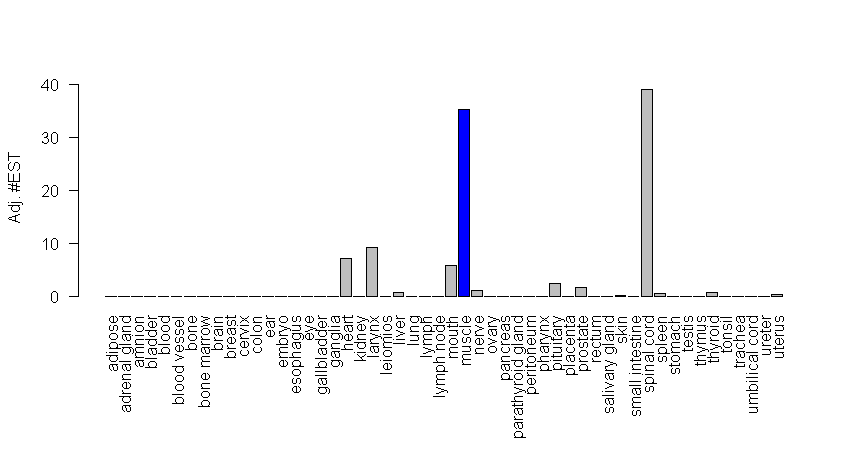 Adj. #EST
40
30
20
10
0
adipose
adrenal gland
amnion
bladder
blood
blood vessel
bone
bone marrow
brain
breast
cervix
colon
ear
embryo
esophagus
eye
gallbladder
ganglia
heart
kidney
larynx
leiomios
liver
lung
lymph
lymph node
mouth
muscle
nerve
ovary
pancreas
parathyroid gland
peritoneum
pharynx
pituitary
placenta
prostate
rectum
salivary gland
skin
small intestine
spinal cord
spleen
stomach
testis
thymus
thyroid
tonsil
trachea
umbilical cord
ureter
uterus